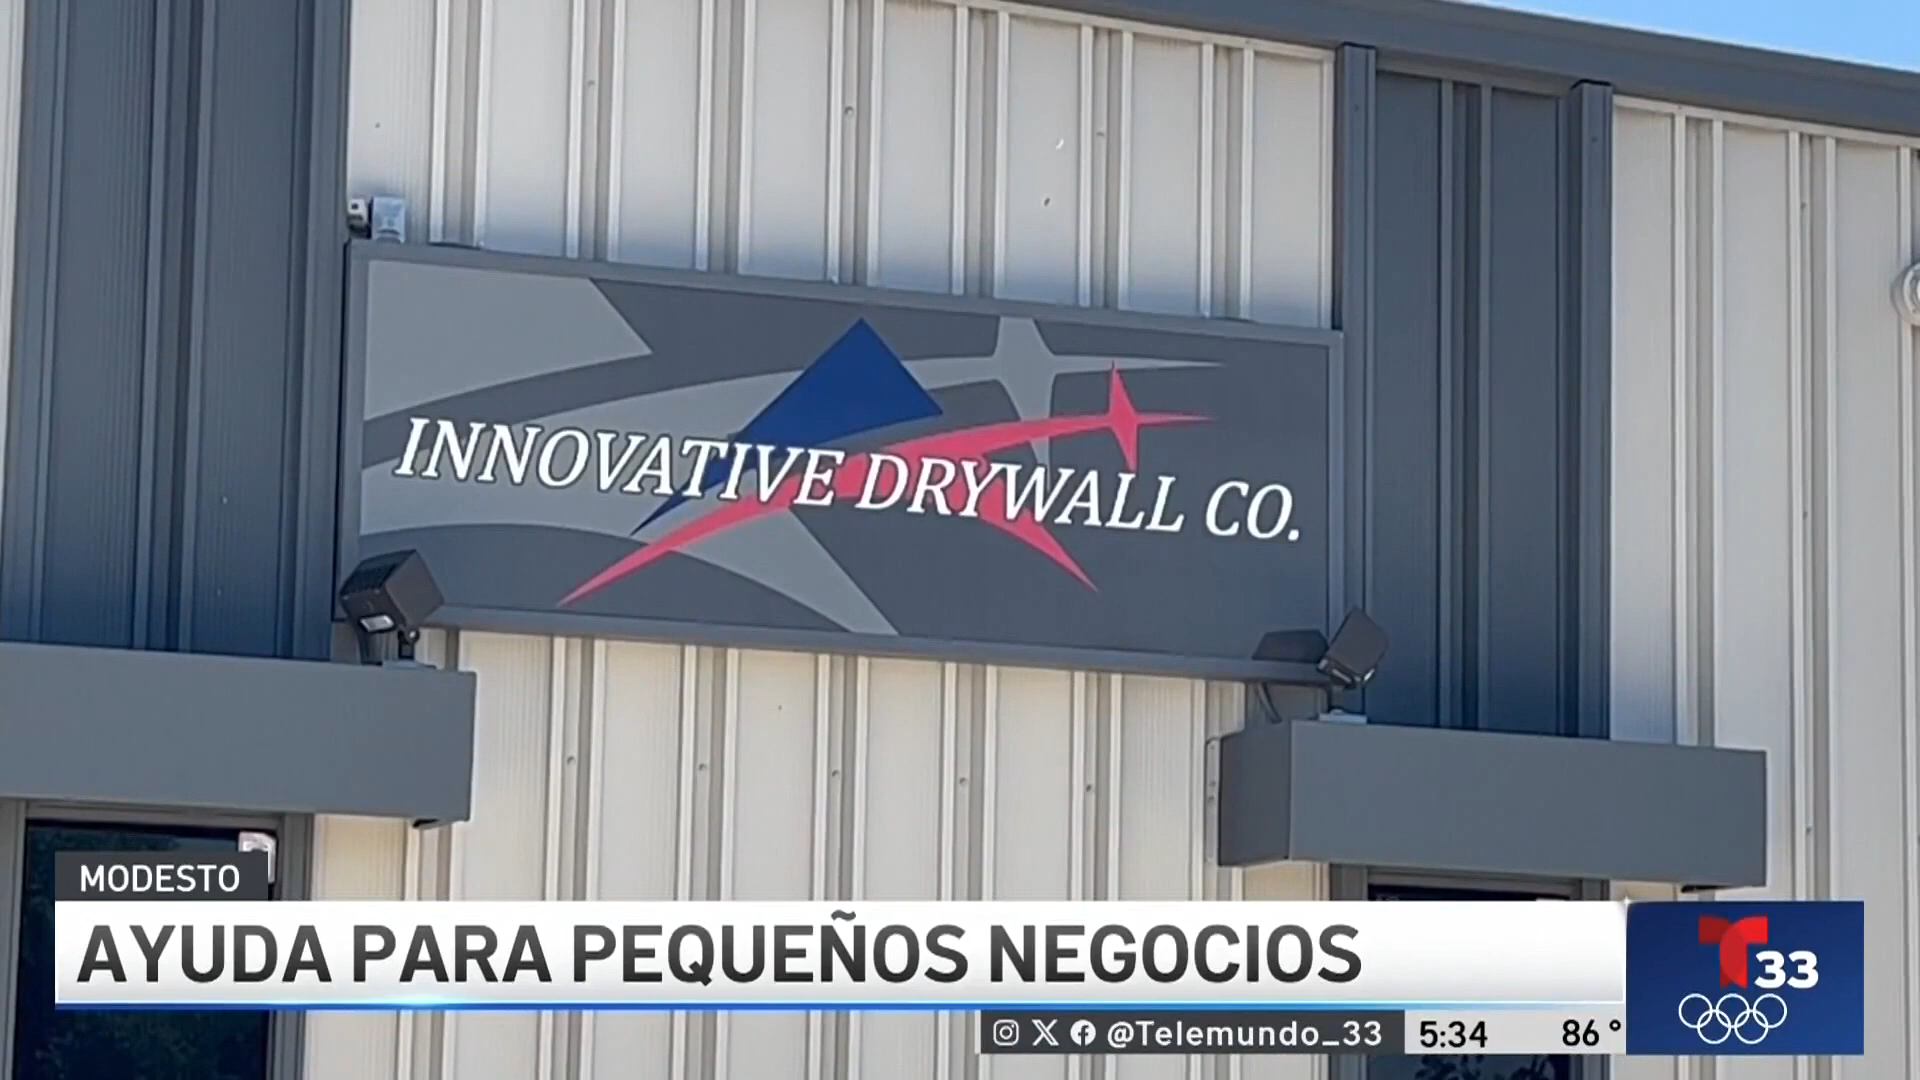 INNOVATIVE DRYWALL CO.
MODESTO
AYUDA PARA PEQUEÑOS NEGOCIOS
T 33
@Telemundo_33
5:34 86°